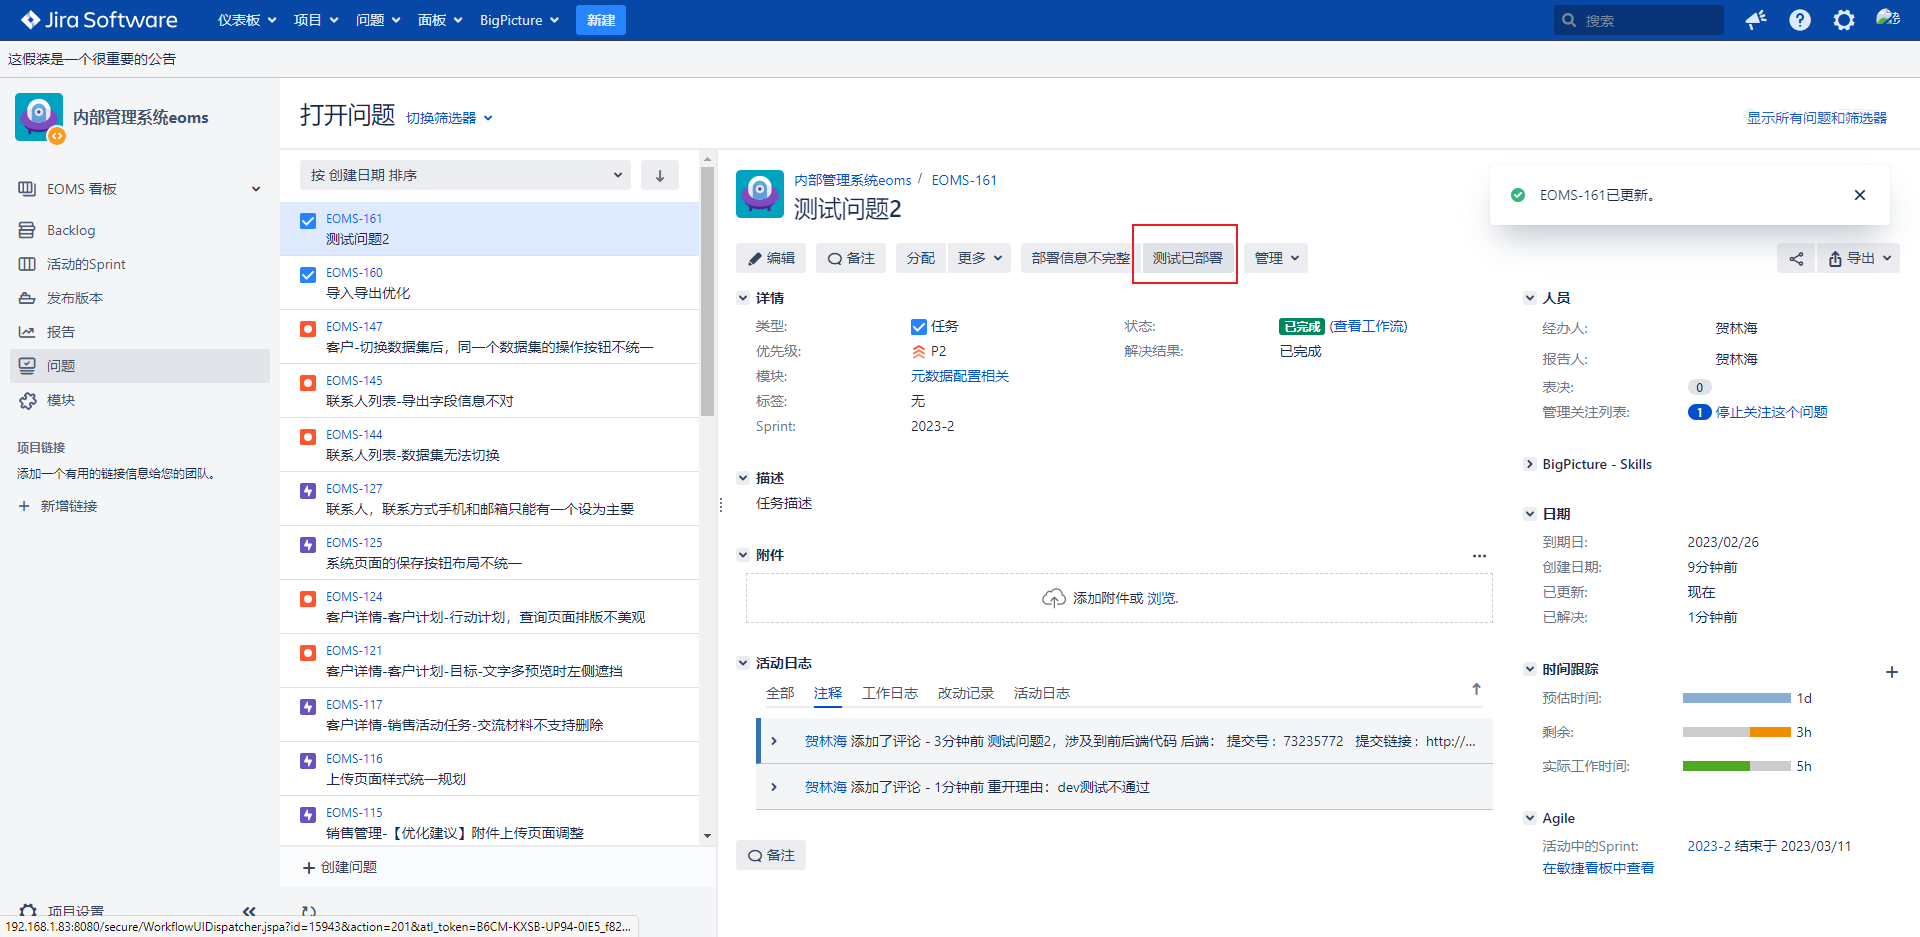 Jira Software 仪表板 项目 问题 面板 BigPicture 新建 搜索
这假装是一个很重要的公告
内部管理系统eoms
EOMS 看板
Backlog
活动的Sprint
发布版本
报告
问题
模块
项目链接
添加一个有用的链接信息给您的团队。
新增链接
项目设置
打开问题 切换筛选器
显示所有问题和筛选器
按 创建日期 排序
EOMS-161
测试问题2
EOMS-160
导入导出优化
EOMS-147
客户-切换数据集后，同一个数据集的操作按钮不统一
EOMS-145
联系人列表-导出字段信息不对
EOMS-144
联系人列表-数据集无法切换
EOMS-127
联系人，联系方式手机和邮箱只能有一个设为主要
EOMS-125
系统页面的保存按钮布局不统一
EOMS-124
客户详情-客户计划-行动计划，查询页面排版不美观
EOMS-121
客户详情-客户计划-目标-文字多预览时左侧遮挡
EOMS-117
客户详情-销售活动任务-交流材料不支持删除
EOMS-116
上传页面样式统一规划
EOMS-115
销售管理-【优化建议】附件上传页面调整
创建问题
内部管理系统eoms / EOMS-161
测试问题2
EOMS-161已更新。
编辑 备注 分配 更多 部署信息不完整 测试已部署 管理 导出
详情
类型: 任务 状态: 已完成 (查看工作流)
优先级: P2 解决结果: 已完成
模块: 元数据配置相关
标签: 无
Sprint: 2023-2
描述
任务描述
附件
添加附件或 浏览.
活动日志
全部 注释 工作日志 改动记录 活动日志
贺林海 添加了评论 - 3分钟前 测试问题2，涉及到前后端代码 后端： 提交号：73235772 提交链接：http://...
贺林海 添加了评论 - 1分钟前 重开理由：dev测试不通过
备注
人员
经办人: 贺林海
报告人: 贺林海
表决: 0
管理关注列表: 1 停止关注这个问题
BigPicture - Skills
日期
到期日: 2023/02/26
创建日期: 9分钟前
已更新: 现在
已解决: 1分钟前
时间跟踪
预估时间: 1d
剩余: 3h
实际工作时间: 5h
Agile
活动中的Sprint: 2023-2 结束于 2023/03/11
在敏捷看板中查看
192.168.1.83:8080/secure/WorkflowUIDispatcher.jspa?id=15943&action=201&atl_token=B6CM-KXSB-UP94-0IE5_f82...